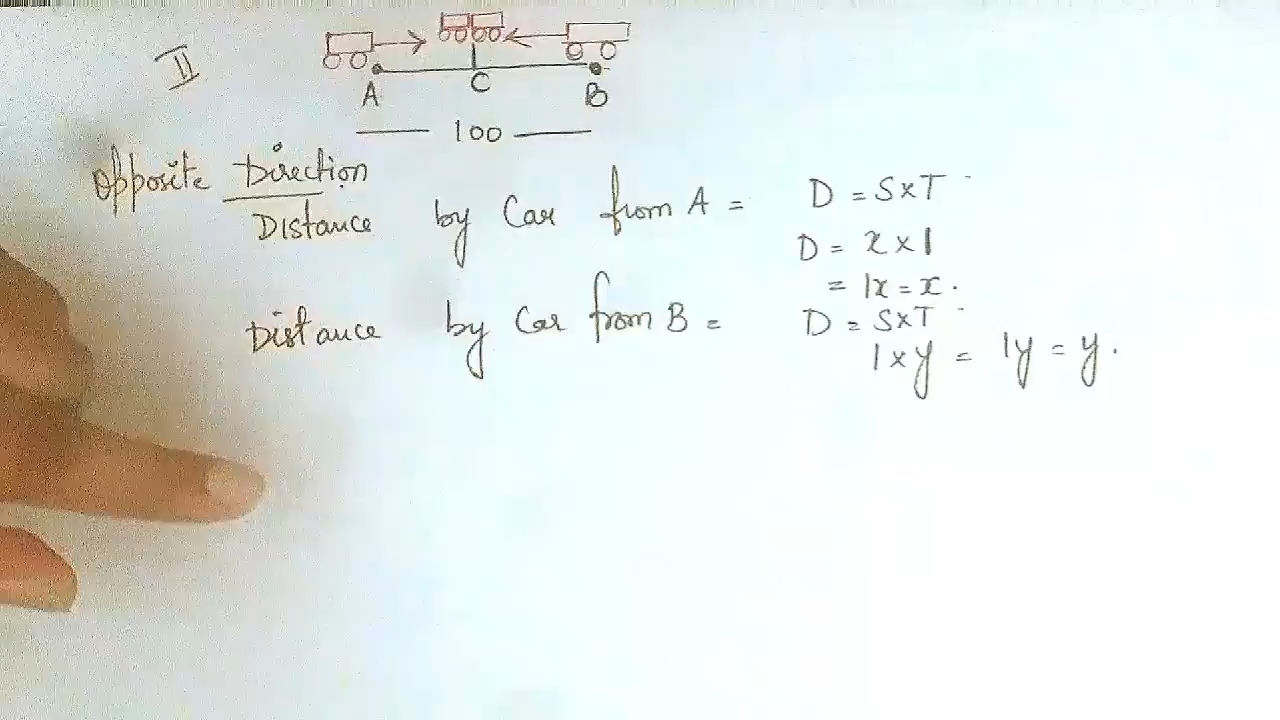 II
A C B
100
Opposite Direction
Distance by Car from A = D = S×T
D = x × 1
= 1x = x.
Distance by Car from B = D = S×T
1 × y = 1y = y.